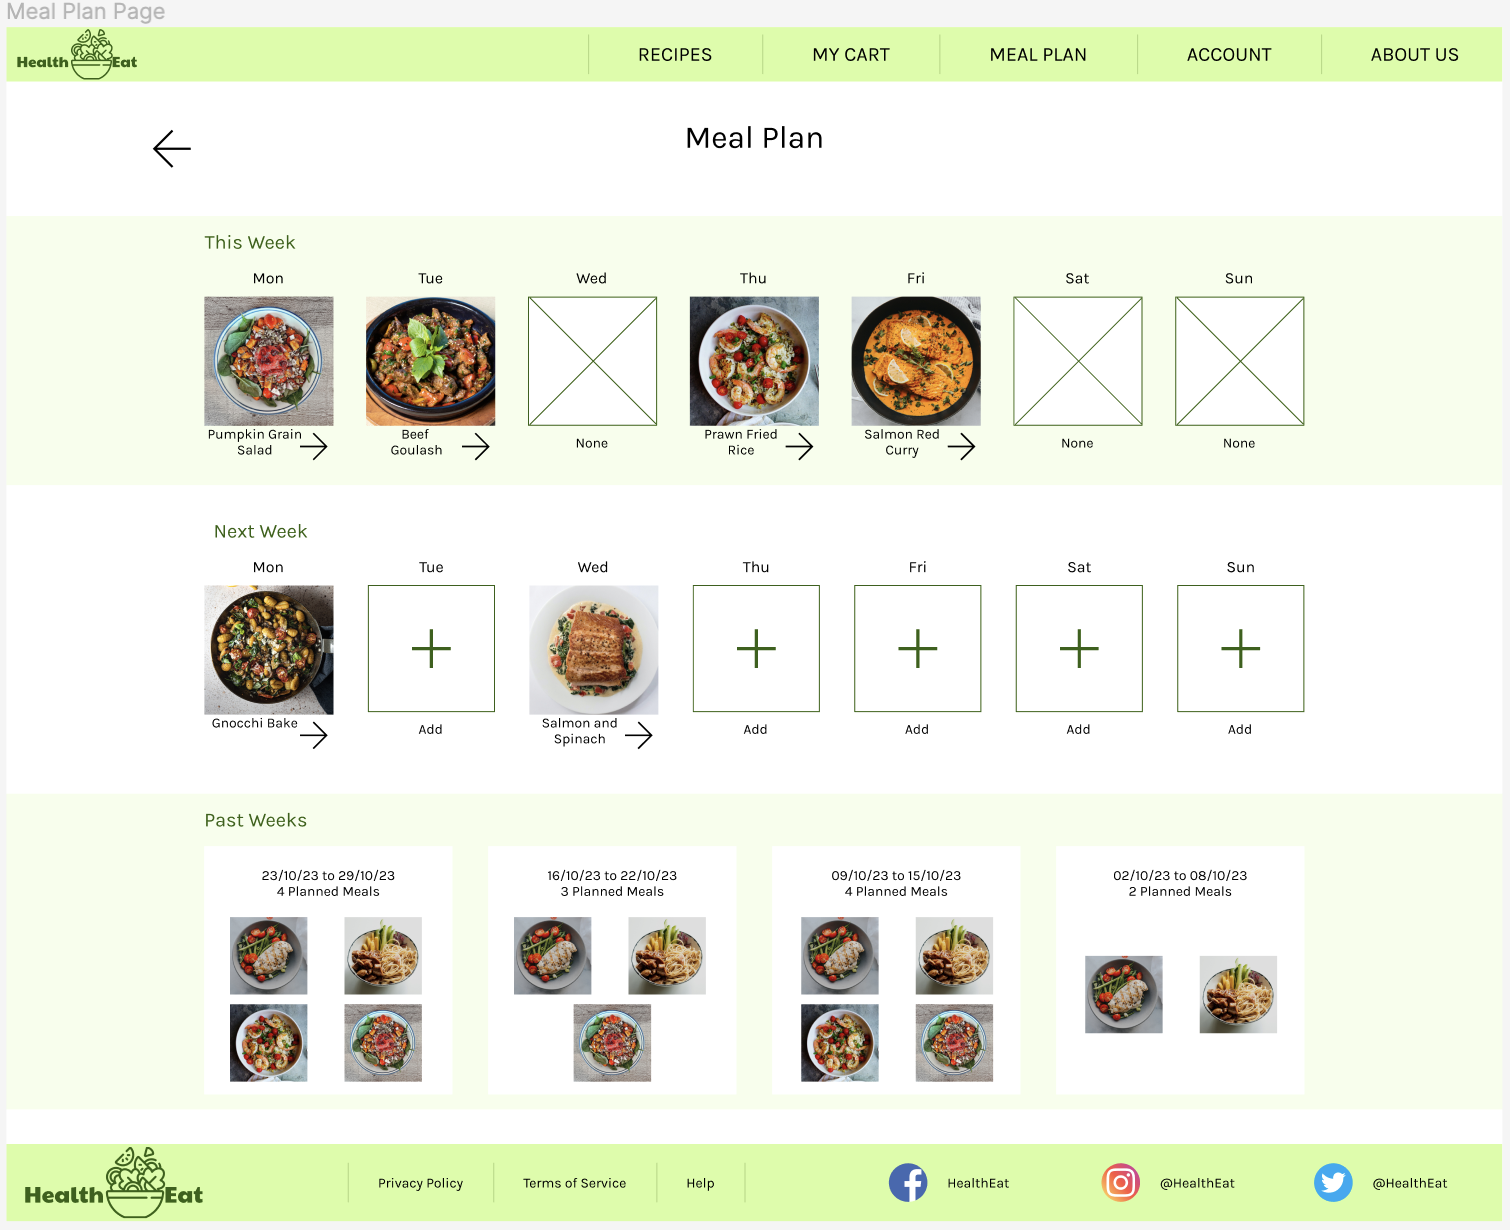 Meal Plan Page
Health Eat
RECIPES
MY CART
MEAL PLAN
ACCOUNT
ABOUT US
Meal Plan
This Week
Mon
Tue
Wed
Thu
Fri
Sat
Sun
Pumpkin Grain
Salad
Beef
Goulash
None
Prawn Fried
Rice
Salmon Red
Curry
None
None
Next Week
Mon
Tue
Wed
Thu
Fri
Sat
Sun
Gnocchi Bake
Add
Salmon and
Spinach
Add
Add
Add
Add
Past Weeks
23/10/23 to 29/10/23
4 Planned Meals
16/10/23 to 22/10/23
3 Planned Meals
09/10/23 to 15/10/23
4 Planned Meals
02/10/23 to 08/10/23
2 Planned Meals
Health Eat
Privacy Policy
Terms of Service
Help
HealthEat
@HealthEat
@HealthEat